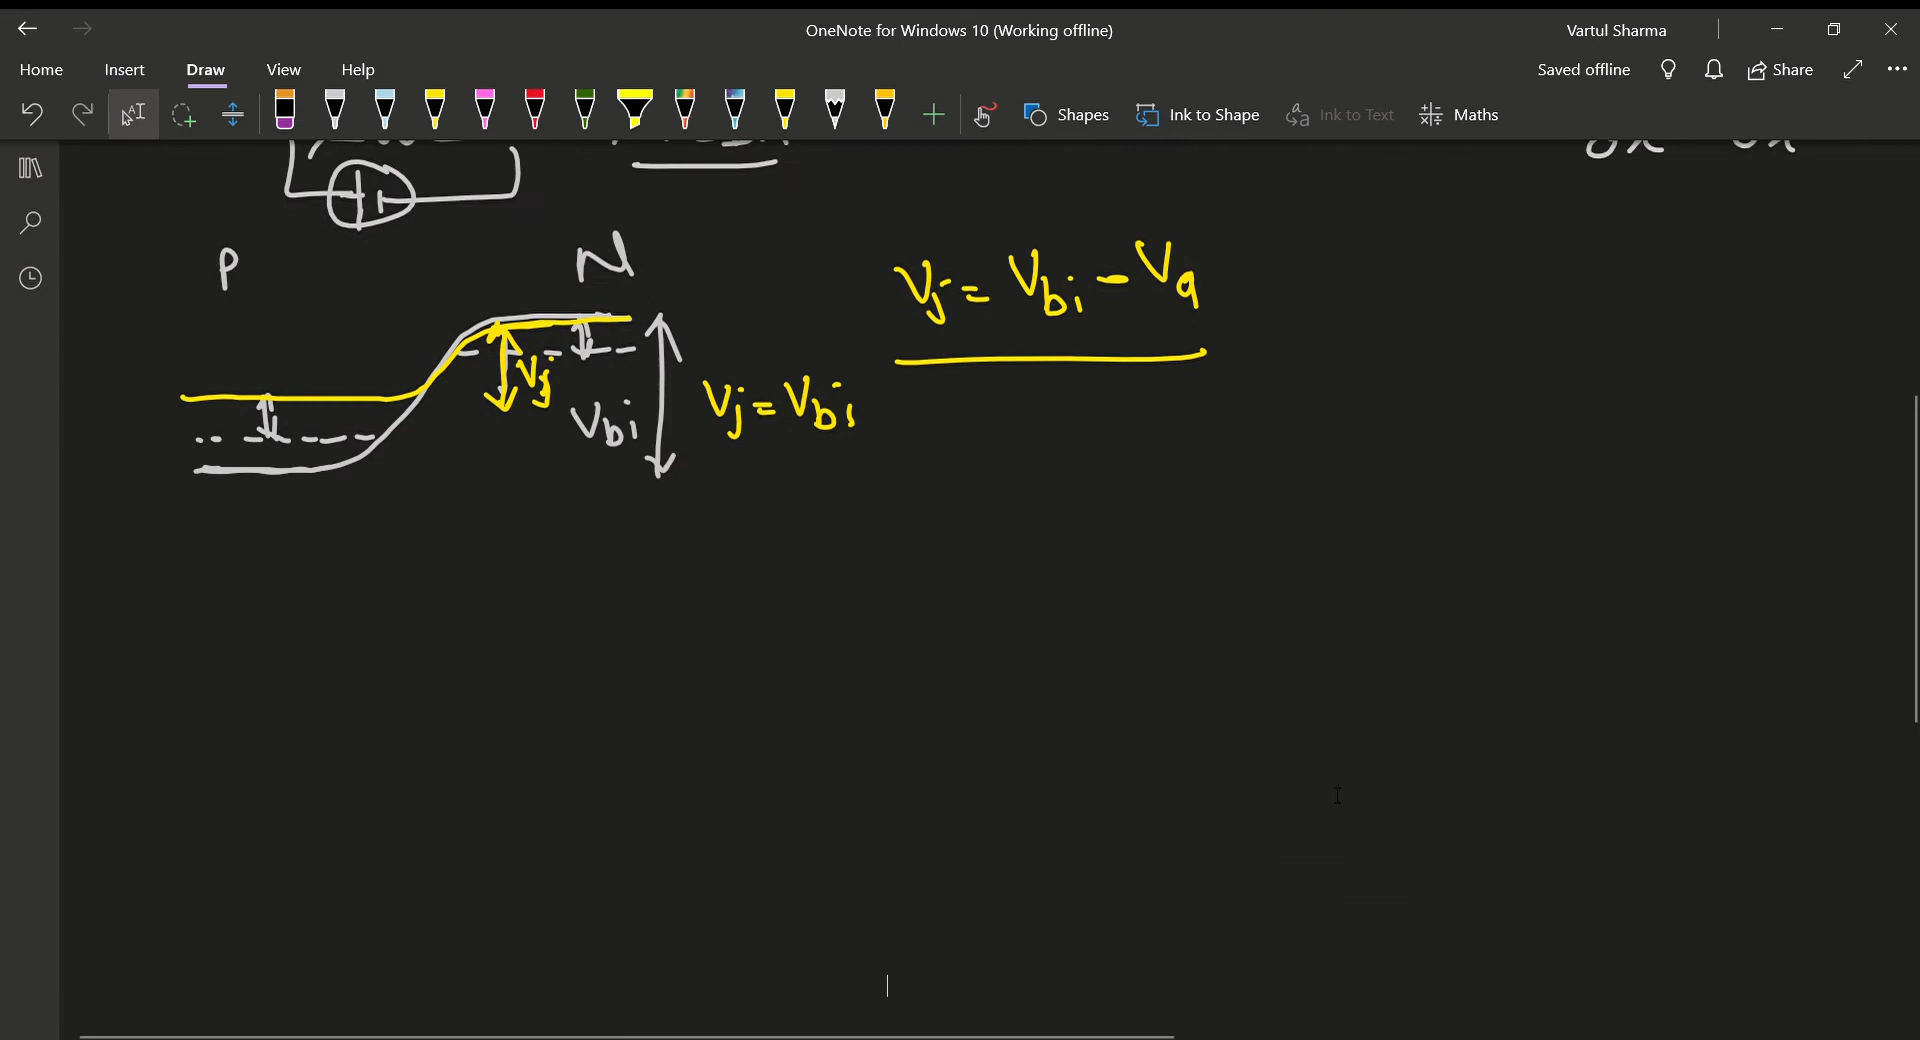 OneNote for Windows 10 (Working offline)
Vartul Sharma
Home Insert Draw View Help
Saved offline
Share
Shapes
Ink to Shape
Ink to Text
Maths
P
N
Vj = Vbi - Va
Vj
Vbi
Vj = Vbi